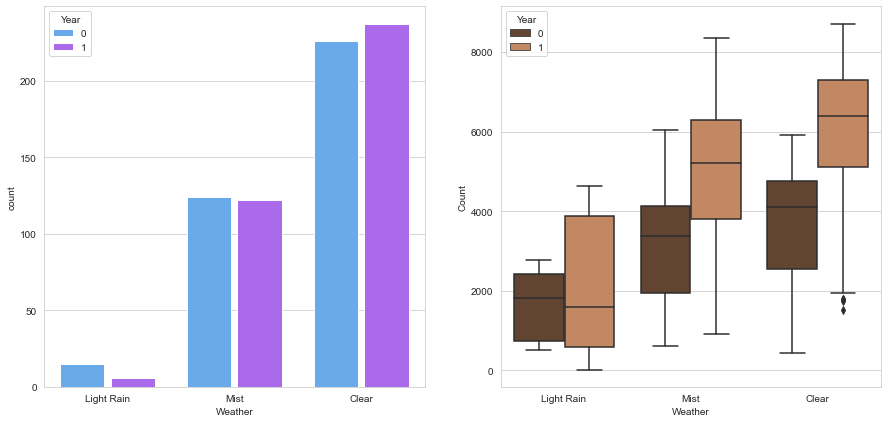 Year
0
1
200
150
100
50
0
count
Light Rain
Mist
Clear
Weather
Year
0
1
8000
6000
4000
2000
0
Count
Light Rain
Mist
Clear
Weather